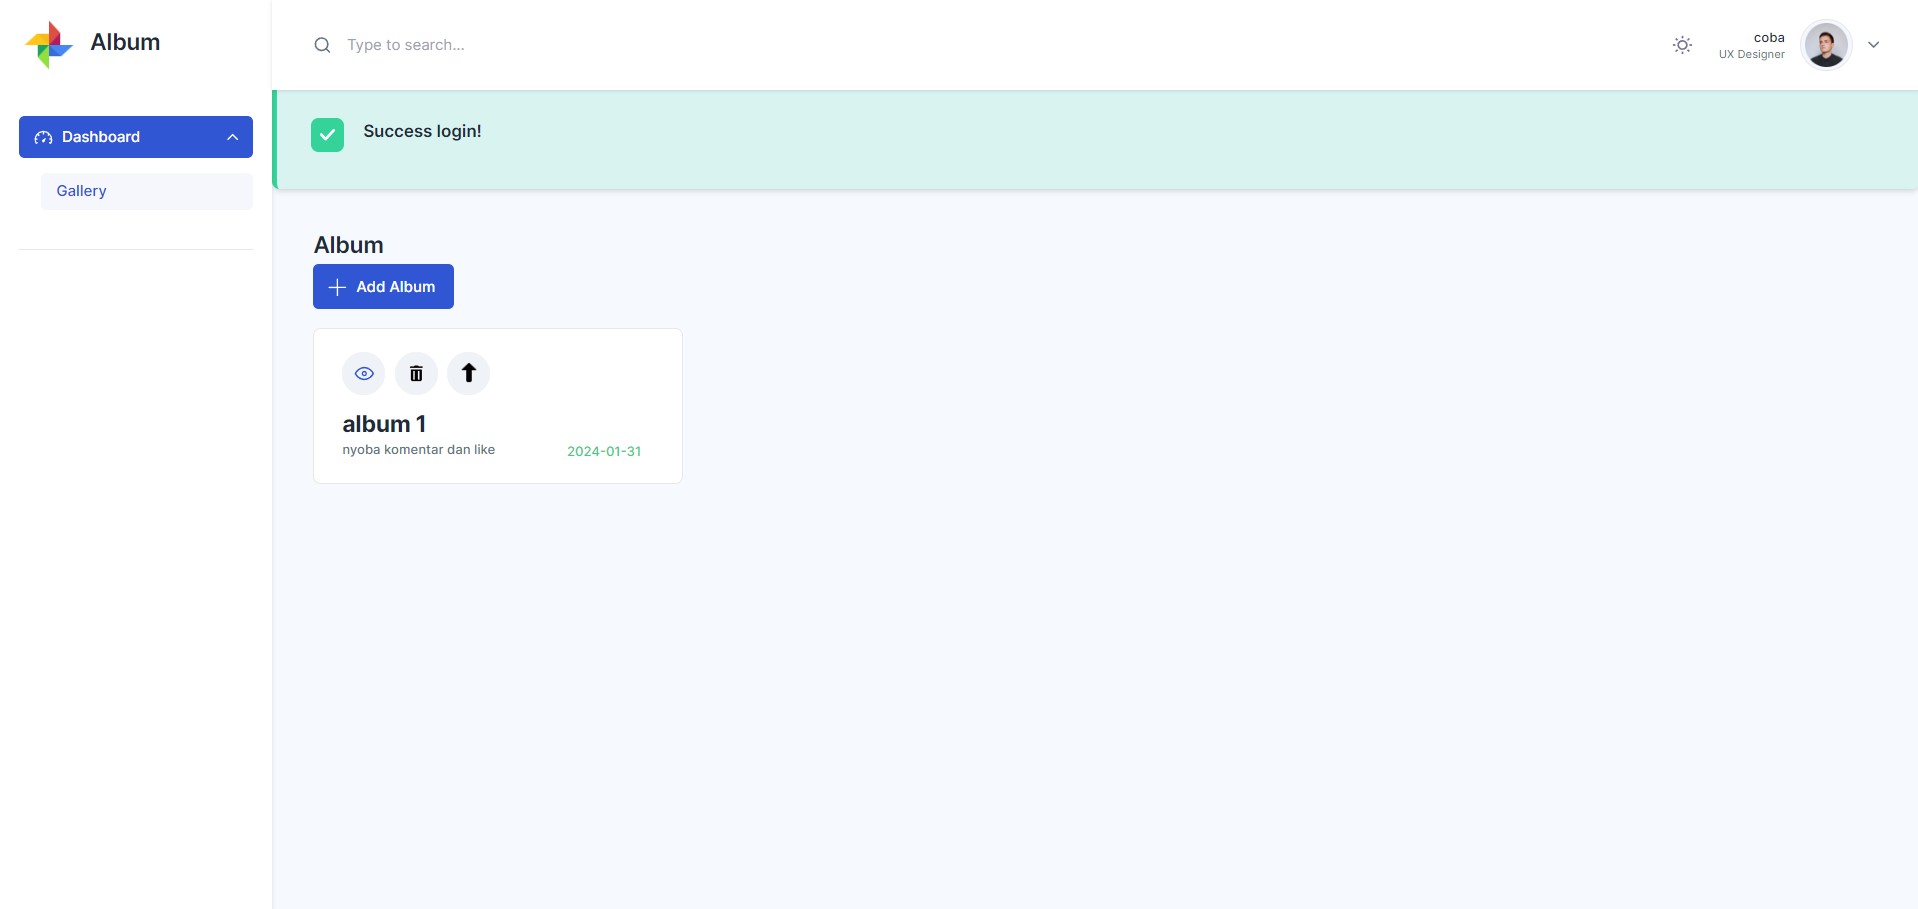 Album
Type to search...
coba
UX Designer
Dashboard
Gallery
Success login!
Album
Add Album
album 1
nyoba komentar dan like
2024-01-31